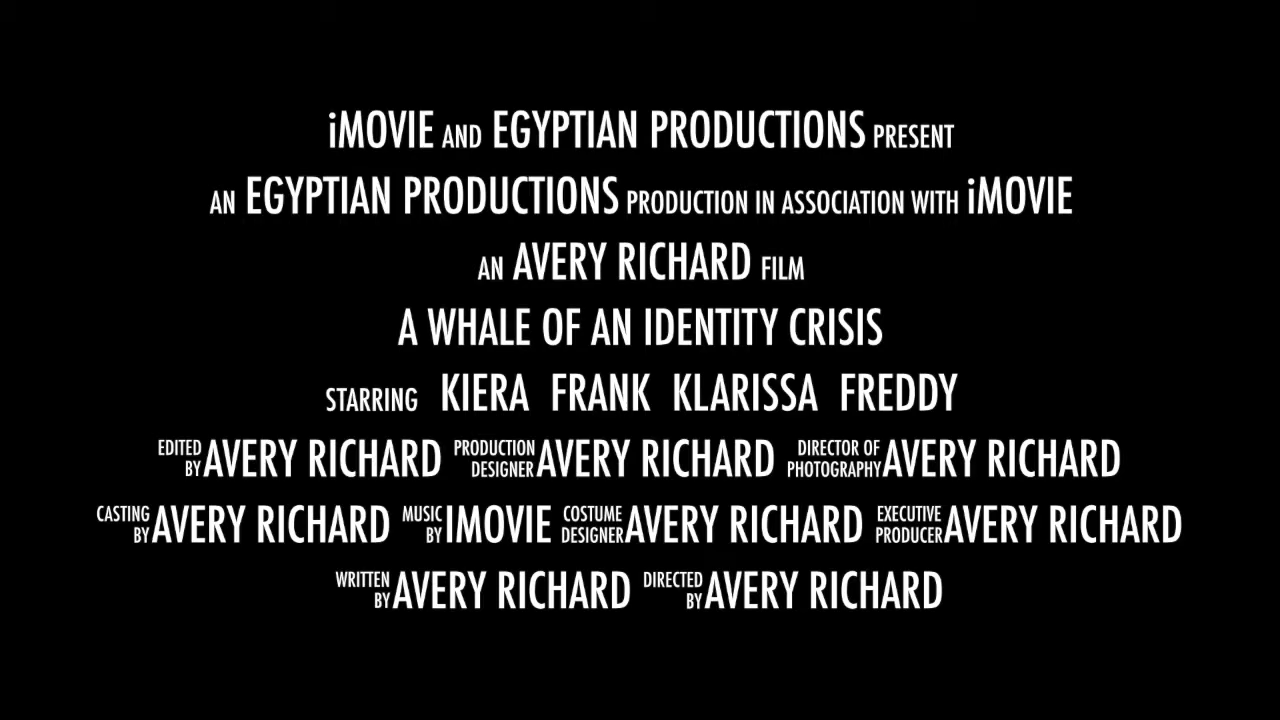 iMOVIE AND EGYPTIAN PRODUCTIONS PRESENT
AN EGYPTIAN PRODUCTIONS PRODUCTION IN ASSOCIATION WITH iMOVIE
AN AVERY RICHARD FILM
A WHALE OF AN IDENTITY CRISIS
STARRING KIERA FRANK KLARISSA FREDDY
EDITED BY AVERY RICHARD PRODUCTION DESIGNER AVERY RICHARD DIRECTOR OF PHOTOGRAPHY AVERY RICHARD
CASTING BY AVERY RICHARD MUSIC BY IMOVIE COSTUME DESIGNER AVERY RICHARD EXECUTIVE PRODUCER AVERY RICHARD
WRITTEN BY AVERY RICHARD DIRECTED BY AVERY RICHARD